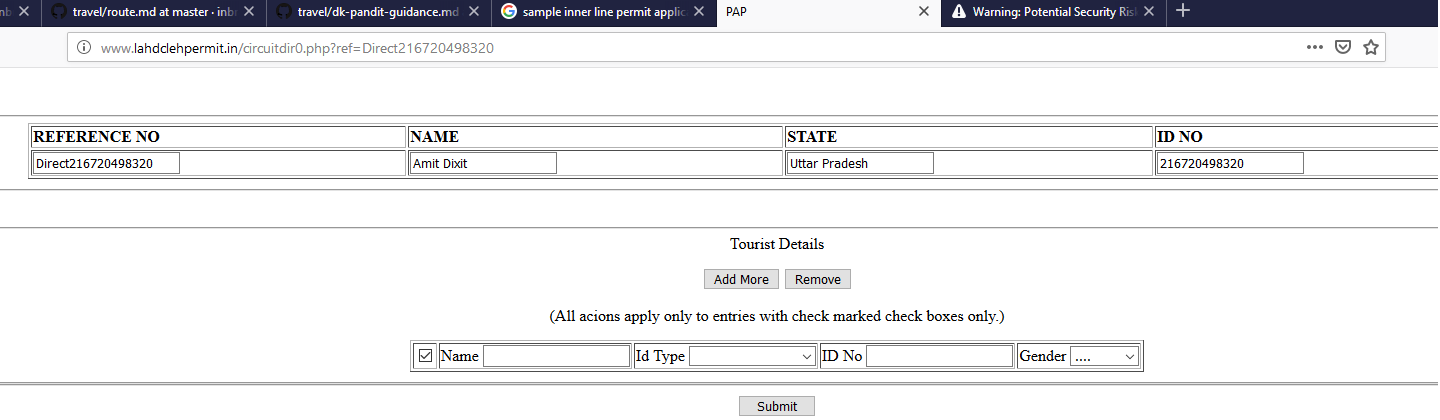 nb travel/route.md at master · inbr travel/dk-pandit-guidance.md sample inner line permit applic PAP Warning: Potential Security Ris
www.lahdclehpermit.in/circuitdir0.php?ref=Direct216720498320
REFERENCE NO NAME STATE ID NO
Direct216720498320 Amit Dixit Uttar Pradesh 216720498320
Tourist Details
Add More Remove
(All acions apply only to entries with check marked check boxes only.)
Name Id Type ID No Gender ....
Submit